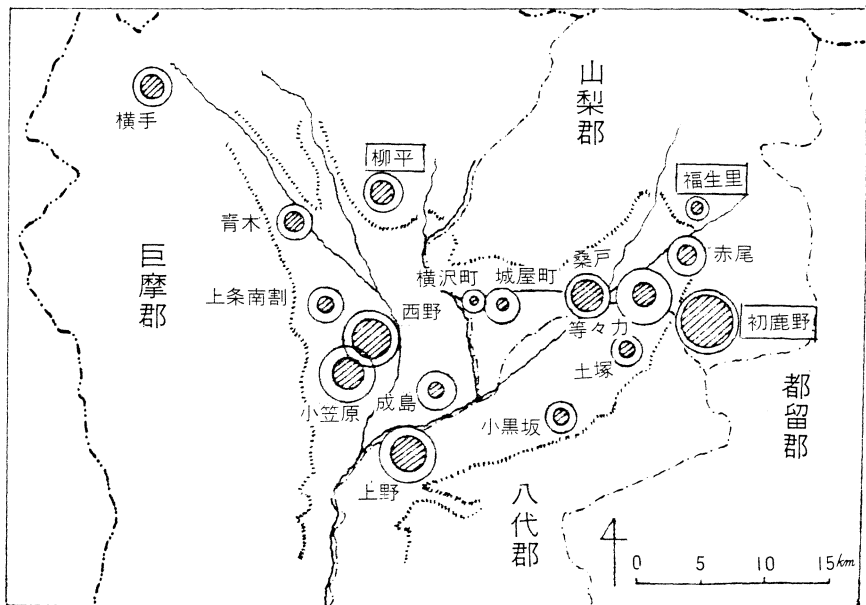 横手
山梨郡
柳平
福生里
青木
赤尾
巨摩郡
横沢町
城屋町
桑戸
上条南割
西野
等々力
初鹿野
土塚
小笠原
成島
小黒坂
都留郡
上野
八代郡
0 5 10 15km